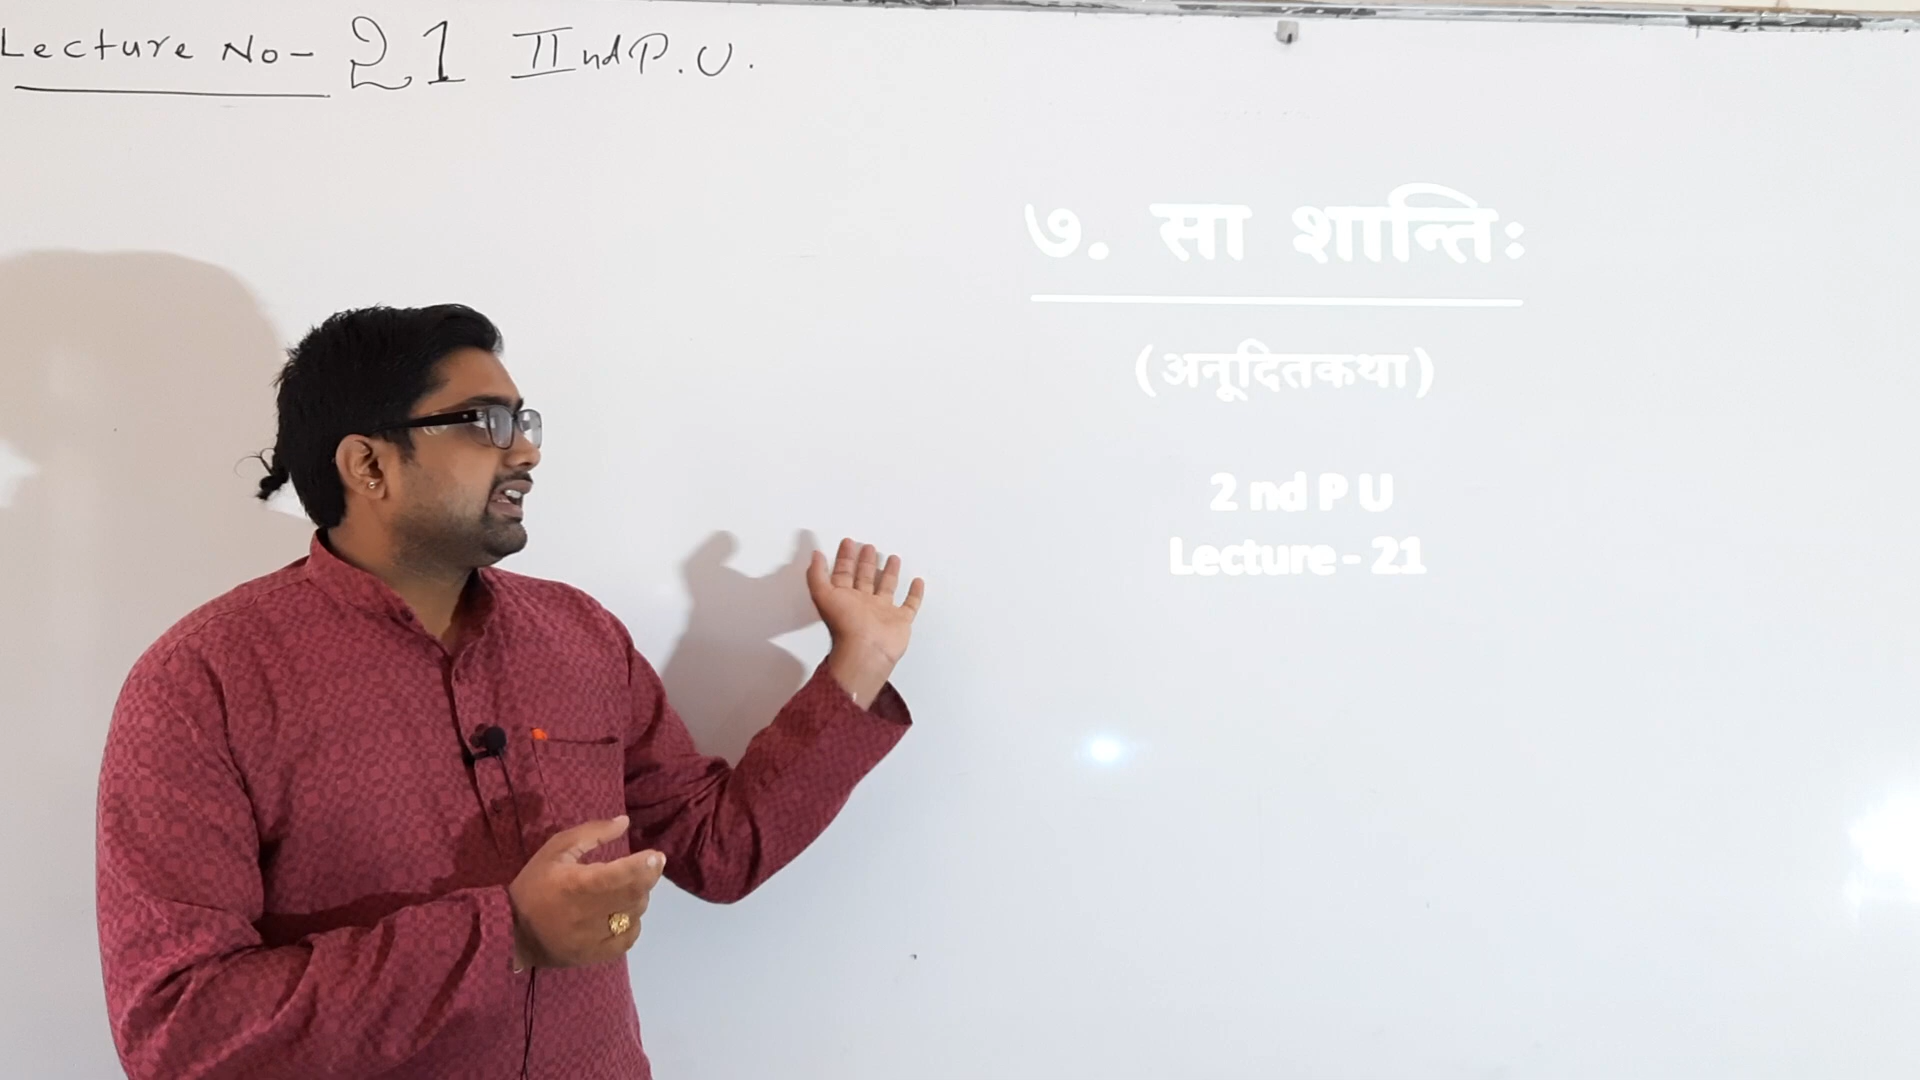 Lecture No- 21 IInd P.U.
७. सा शान्तिः
(अनूदितकथा)
2 nd P U
Lecture - 21